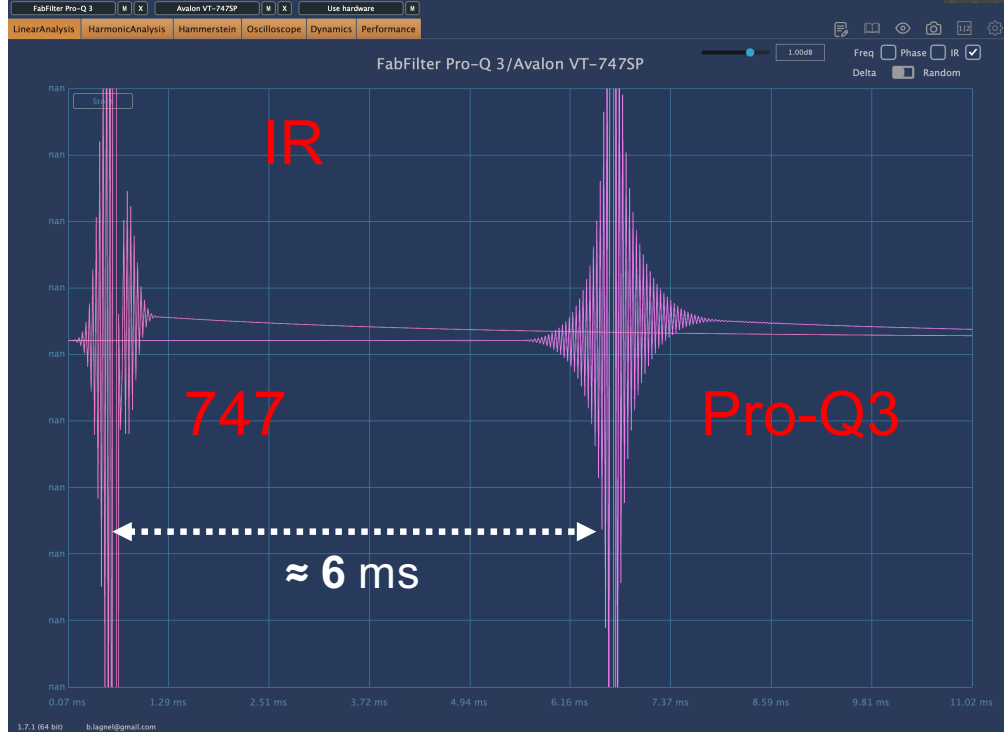 FabFilter Pro-Q 3 M X Avalon VT-747SP M X Use hardware M
LinearAnalysis HarmonicAnalysis Hammerstein Oscilloscope Dynamics Performance
1|2
FabFilter Pro-Q 3/Avalon VT-747SP
1.00dB
Freq Phase IR
Delta Random
nan
nan
nan
nan
nan
nan
nan
nan
nan
nan
IR
747
Pro-Q3
≈ 6 ms
0.07 ms 1.29 ms 2.51 ms 3.72 ms 4.94 ms 6.16 ms 7.37 ms 8.59 ms 9.81 ms 11.02 ms
1.7.1 (64 bit) b.lagnel@gmail.com